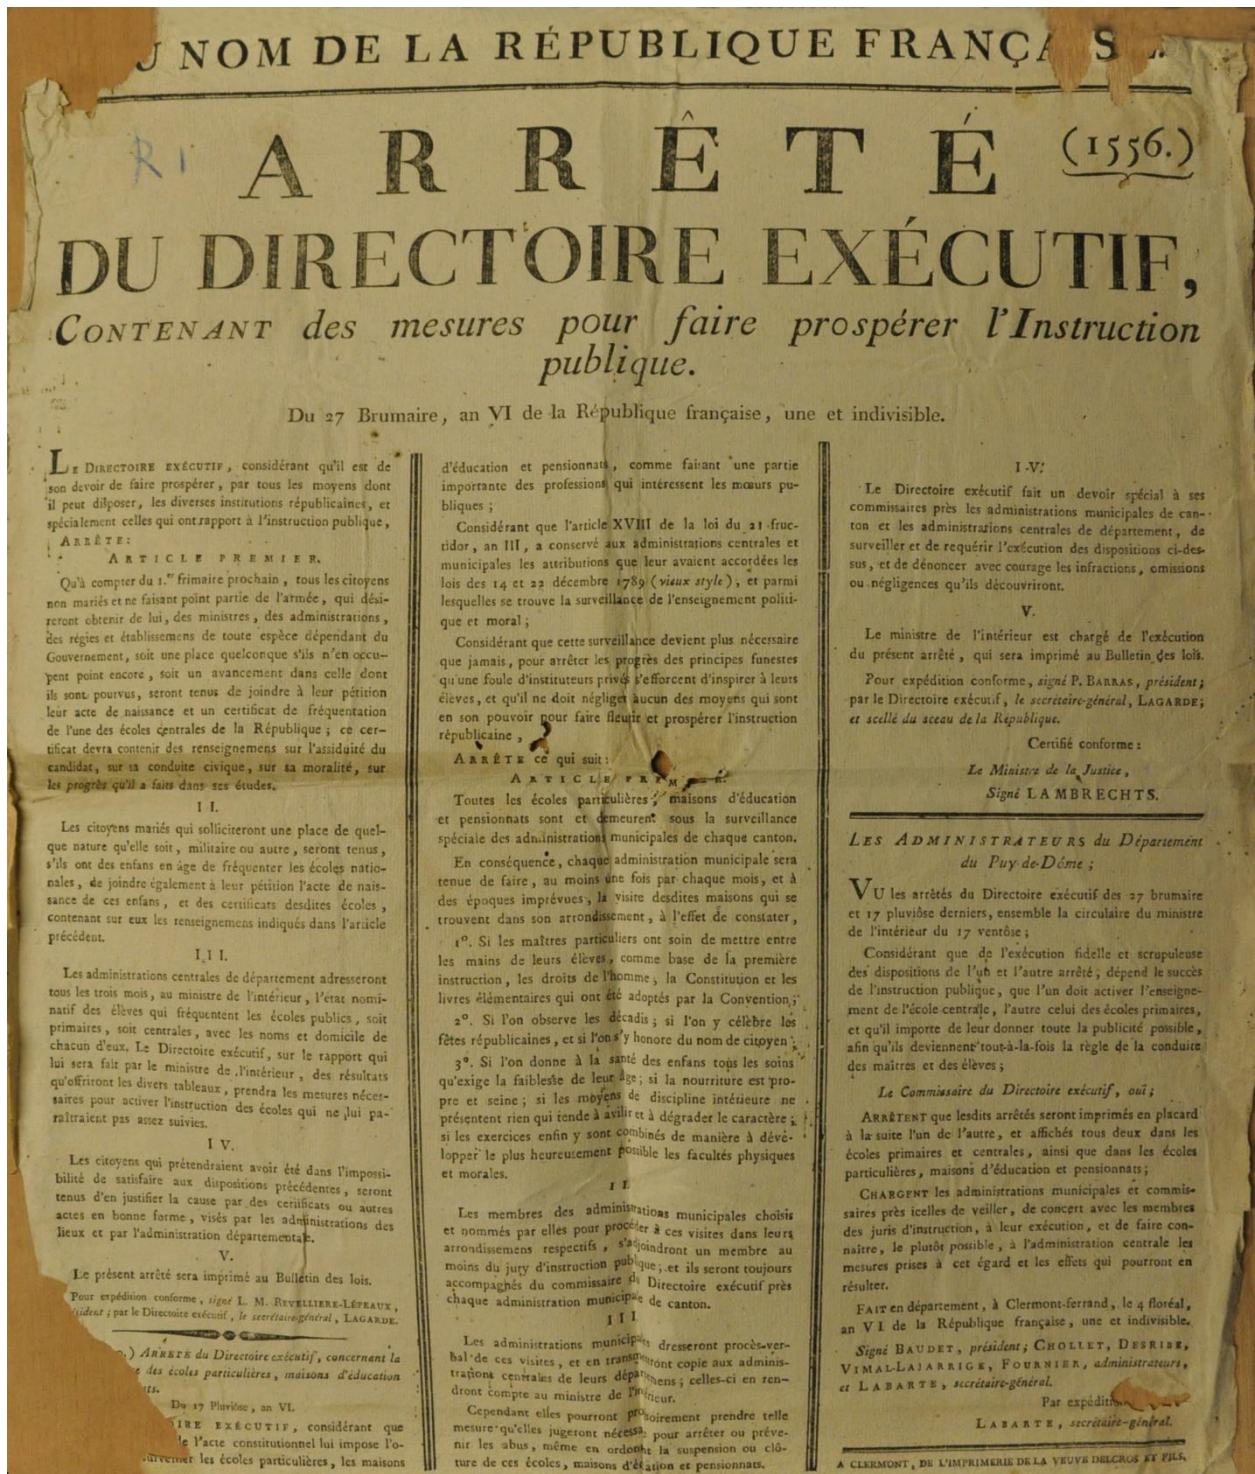 U NOM DE LA RÉPUBLIQUE FRANÇAISE.
R I
ARRÊTÉ (1556.)
DU DIRECTOIRE EXÉCUTIF,
CONTENANT des mesures pour faire prospérer l'Instruction
publique.
Du 27 Brumaire, an VI de la République française, une et indivisible.
LE DIRECTOIRE EXÉCUTIF, considérant qu'il est de
son devoir de faire prospérer, par tous les moyens dont
il peut disposer, les diverses institutions républicaines, et
spécialement celles qui ont rapport à l'instruction publique,
ARRÊTE:
ARTICLE PREMIER.
Qu'à compter du 1.er frimaire prochain, tous les citoyens
non mariés et ne faisant point partie de l'armée, qui dési-
reront obtenir de lui, des ministres, des administrations,
des régies et établissemens de toute espèce dépendant du
Gouvernement, soit une place quelconque s'ils n'en occu-
pent point encore, soit un avancement dans celle dont
ils sont pourvus, seront tenus de joindre à leur pétition
leur acte de naissance et un certificat de fréquentation
de l'une des écoles centrales de la République; ce cer-
tificat devra contenir des renseignemens sur l'assiduité du
candidat, sur sa conduite civique, sur sa moralité, sur
les progrès qu'il a faits dans ses études.
II.
Les citoyens mariés qui solliciteront une place de quel-
que nature qu'elle soit, militaire ou autre, seront tenus,
s'ils ont des enfans en âge de fréquenter les écoles natio-
nales, de joindre également à leur pétition l'acte de nais-
sance de ces enfans, et des certificats desdites écoles,
contenant sur eux les renseignemens indiqués dans l'article
précédent.
III.
Les administrations centrales de département adresseront
tous les trois mois, au ministre de l'intérieur, l'état nomi-
natif des élèves qui fréquentent les écoles publics, soit
primaires, soit centrales, avec les noms et domicile de
chacun d'eux. Le Directoire exécutif, sur le rapport qui
lui sera fait par le ministre de l'intérieur, des résultats
qu'offriront les divers tableaux, prendra les mesures néces-
saires pour activer l'instruction des écoles qui ne lui pa-
raîtraient pas assez suivies.
IV.
Les citoyens qui prétendraient avoir été dans l'impossi-
bilité de satisfaire aux dispositions précédentes, seront
tenus d'en justifier la cause par des certificats ou autres
actes en bonne forme, visés par les administrations des
lieux et par l'administration départementale.
V.
Le présent arrêté sera imprimé au Bulletin des lois.
Pour expédition conforme, signé L. M. REVELLIERE-LÉPEAUX,
sident; par le Directoire exécutif, le secrétaire-général, LAGARDE.
) ARRETÉ du Directoire exécutif, concernant la
des écoles particulières, maisons d'éducation
ts.
Du 17 Pluviôse, an VI.
IRE EXÉCUTIF, considérant que
le l'acte constitutionnel lui impose l'o-
surveiller les écoles particulières, les maisons
d'éducation et pensionnats, comme faisant une partie
importante des professions qui intéressent les mœurs pu-
bliques;
Considérant que l'article XVIII de la loi du 21 fruc-
tidor, an III, a conservé aux administrations centrales et
municipales les attributions que leur avaient accordées les
lois des 14 et 22 décembre 1789 (vieux style), et parmi
lesquelles se trouve la surveillance de l'enseignement politi-
que et moral;
Considérant que cette surveillance devient plus nécessaire
que jamais, pour arrêter les progrès des principes funestes
qu'une foule d'instituteurs privés s'efforcent d'inspirer à leurs
élèves, et qu'il ne doit négliger aucun des moyens qui sont
en son pouvoir pour faire fleurir et prospérer l'instruction
républicaine,
ARRÊTE ce qui suit:
ARTICLE PREM
Toutes les écoles particulières, maisons d'éducation
et pensionnats sont et demeurent sous la surveillance
spéciale des administrations municipales de chaque canton.
En conséquence, chaque administration municipale sera
tenue de faire, au moins une fois par chaque mois, et à
des époques imprévues, la visite desdites maisons qui se
trouvent dans son arrondissement, à l'effet de constater,
1°. Si les maîtres particuliers ont soin de mettre entre
les mains de leurs élèves, comme base de la première
instruction, les droits de l'homme, la Constitution et les
livres élémentaires qui ont été adoptés par la Convention;
2°. Si l'on observe les décadis; si l'on y célèbre les
fêtes républicaines, et si l'on s'y honore du nom de citoyen;
3°. Si l'on donne à la santé des enfans tous les soins
qu'exige la faiblesse de leur âge; si la nourriture est pro-
pre et seine; si les moyens de discipline intérieure ne
présentent rien qui tende à avilir et à dégrader le caractère;
si les exercices enfin y sont combinés de manière à déve-
lopper le plus heureusement possible les facultés physiques
et morales.
II.
Les membres des administrations municipales choisis
et nommés par elles pour procéder à ces visites dans leurs
arrondissemens respectifs, s'adjoindront un membre au
moins du jury d'instruction publique; et ils seront toujours
accompagnés du commissaire du Directoire exécutif près
chaque administration municipale de canton.
III
Les administrations municipales dresseront procès-ver-
bal de ces visites, et en transmettront copie aux adminis-
trations centrales de leurs départemens; celles-ci en ren-
dront compte au ministre de l'intérieur.
Cependant elles pourront provisoirement prendre telle
mesure qu'elles jugeront nécessaire pour arrêter ou préve-
nir les abus, même en ordonnant la suspension ou clô-
ture de ces écoles, maisons d'éducation et pensionnats.
IV.
Le Directoire exécutif fait un devoir spécial à ses
commissaires près les administrations municipales de can-
ton et les administrations centrales de département, de
surveiller et de requérir l'exécution des dispositions ci-des-
sus, et de dénoncer avec courage les infractions, omissions
ou négligences qu'ils découvriront.
V.
Le ministre de l'intérieur est chargé de l'exécution
du présent arrêté, qui sera imprimé au Bulletin des lois.
Pour expédition conforme, signé P. BARRAS, président;
par le Directoire exécutif, le secrétaire-général, LAGARDE;
et scellé du sceau de la République.
Certifié conforme:
Le Ministre de la Justice,
Signé LAMBRECHTS.
LES ADMINISTRATEURS du Département
du Puy-de-Dôme;
VU les arrêtés du Directoire exécutif des 27 brumaire
et 17 pluviôse derniers, ensemble la circulaire du ministre
de l'intérieur du 17 ventôse;
Considérant que de l'exécution fidelle et scrupuleuse
des dispositions de l'un et l'autre arrêté, dépend le succès
de l'instruction publique, que l'un doit activer l'enseigne-
ment de l'école centrale, l'autre celui des écoles primaires,
et qu'il importe de leur donner toute la publicité possible,
afin qu'ils deviennent tout-à-la-fois la règle de la conduite
des maîtres et des élèves;
Le Commissaire du Directoire exécutif, ouï;
ARRÊTENT que lesdits arrêtés seront imprimés en placard
à la suite l'un de l'autre, et affichés tous deux dans les
écoles primaires et centrales, ainsi que dans les écoles
particulières, maisons d'éducation et pensionnats;
CHARGENT les administrations municipales et commis-
saires près icelles de veiller, de concert avec les membres
des juris d'instruction, à leur exécution, et de faire con-
naître, le plutôt possible, à l'administration centrale les
mesures prises à cet égard et les effets qui pourront en
résulter.
FAIT en département, à Clermont-ferrand, le 4 floréal,
an VI de la République française, une et indivisible.
Signé BAUDET, président; CHOLLET, DESRIBE,
VIMAL-LAJARRIGE, FOURNIER, administrateurs,
et LABARTE, secrétaire-général.
Par expédit
LABARTE, secrétaire-général.
A CLERMONT, DE L'IMPRIMERIE DE LA VEUVE DELCROS ET FILS.